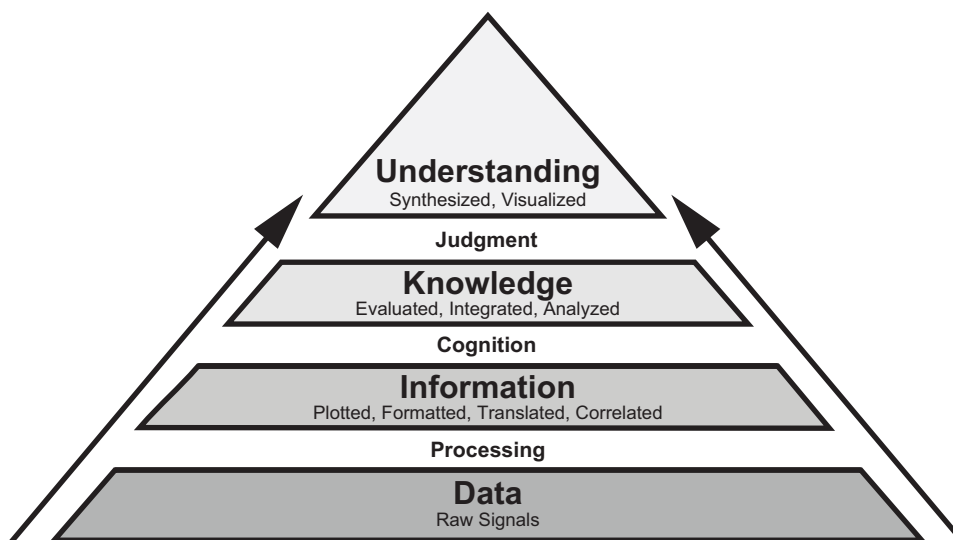 Understanding
Synthesized, Visualized
Judgment
Knowledge
Evaluated, Integrated, Analyzed
Cognition
Information
Plotted, Formatted, Translated, Correlated
Processing
Data
Raw Signals